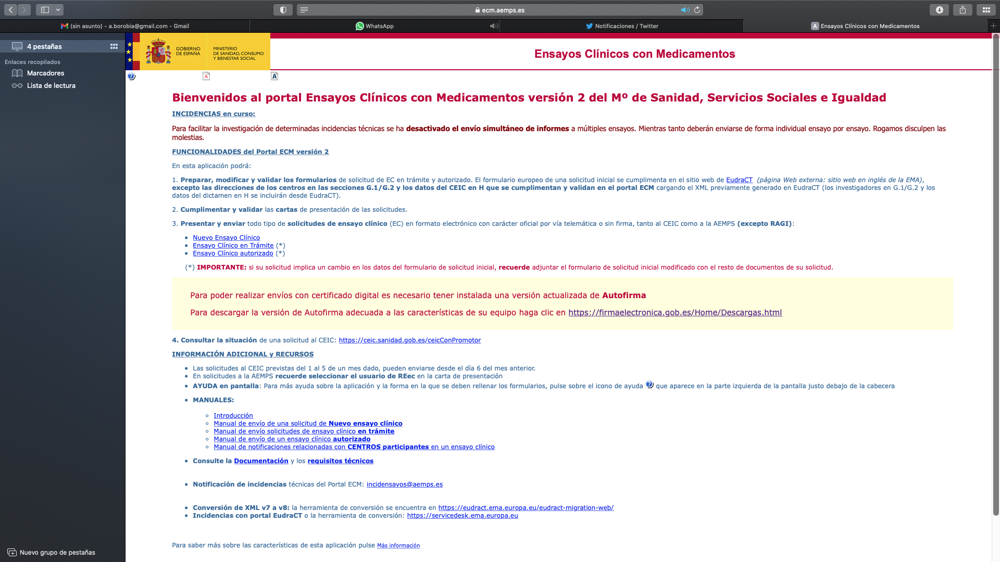 ecm.aemps.es
(sin asunto) - a.borobia@gmail.com - Gmail
WhatsApp
Notificaciones / Twitter
A Ensayos Clínicos con Medicamentos
4 pestañas
Enlaces recopilados
Marcadores
Lista de lectura
GOBIERNO DE ESPAÑA
MINISTERIO DE SANIDAD, CONSUMO Y BIENESTAR SOCIAL
Ensayos Clínicos con Medicamentos
? A A
Bienvenidos al portal Ensayos Clínicos con Medicamentos versión 2 del Mº de Sanidad, Servicios Sociales e Igualdad
INCIDENCIAS en curso:
Para facilitar la investigación de determinadas incidencias técnicas se ha desactivado el envío simultáneo de informes a múltiples ensayos. Mientras tanto deberán enviarse de forma individual ensayo por ensayo. Rogamos disculpen las
molestias.
FUNCIONALIDADES del Portal ECM versión 2
En esta aplicación podrá:
1. Preparar, modificar y validar los formularios de solicitud de EC en trámite y autorizado. El formulario europeo de una solicitud inicial se cumplimenta en el sitio web de EudraCT (página Web externa: sitio web en inglés de la EMA),
excepto las direcciones de los centros en las secciones G.1/G.2 y los datos del CEIC en H que se cumplimentan y validan en el portal ECM cargando el XML previamente generado en EudraCT (los investigadores en G.1/G.2 y los
datos del dictamen en H se incluirán desde EudraCT).
2. Cumplimentar y validar las cartas de presentación de las solicitudes.
3. Presentar y enviar todo tipo de solicitudes de ensayo clínico (EC) en formato electrónico con carácter oficial por vía telemática o sin firma, tanto al CEIC como a la AEMPS (excepto RAGI):
• Nuevo Ensayo Clínico
• Ensayo Clínico en Trámite (*)
• Ensayo Clínico autorizado (*)
(*) IMPORTANTE: si su solicitud implica un cambio en los datos del formulario de solicitud inicial, recuerde adjuntar el formulario de solicitud inicial modificado con el resto de documentos de su solicitud.
Para poder realizar envíos con certificado digital es necesario tener instalada una versión actualizada de Autofirma
Para descargar la versión de Autofirma adecuada a las características de su equipo haga clic en https://firmaelectronica.gob.es/Home/Descargas.html
4. Consultar la situación de una solicitud al CEIC: https://ceic.sanidad.gob.es/ceicConPromotor
INFORMACIÓN ADICIONAL y RECURSOS
• Las solicitudes al CEIC previstas del 1 al 5 de un mes dado, pueden enviarse desde el día 6 del mes anterior.
• En solicitudes a la AEMPS recuerde seleccionar el usuario de REec en la carta de presentación
• AYUDA en pantalla: Para más ayuda sobre la aplicación y la forma en la que se deben rellenar los formularios, pulse sobre el icono de ayuda ? que aparece en la parte izquierda de la pantalla justo debajo de la cabecera
• MANUALES:
◦ Introducción
◦ Manual de envío de una solicitud de Nuevo ensayo clínico
◦ Manual de envío solicitudes de ensayo clínico en trámite
◦ Manual de envío de un ensayo clínico autorizado
◦ Manual de notificaciones relacionadas con CENTROS participantes en un ensayo clínico
• Consulte la Documentación y los requisitos técnicos
• Notificación de incidencias técnicas del Portal ECM: incidensayos@aemps.es
• Conversión de XML v7 a v8: la herramienta de conversión se encuentra en https://eudract.ema.europa.eu/eudract-migration-web/
• Incidencias con portal EudraCT o la herramienta de conversión: https://servicedesk.ema.europa.eu
Para saber más sobre las características de esta aplicación pulse Más información
Nuevo grupo de pestañas